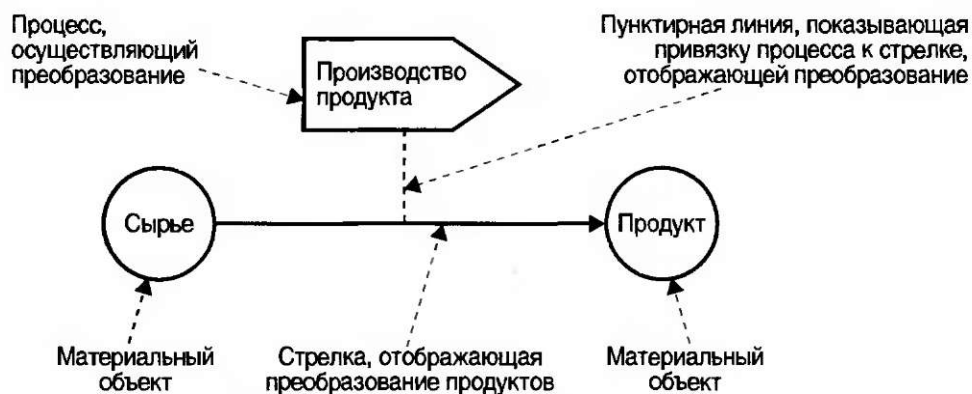 Процесс,
осуществляющий
преобразование
Производство
продукта
Пунктирная линия, показывающая
привязку процесса к стрелке,
отображающей преобразование
Сырье
Продукт
Материальный
объект
Стрелка, отображающая
преобразование продуктов
Материальный
объект